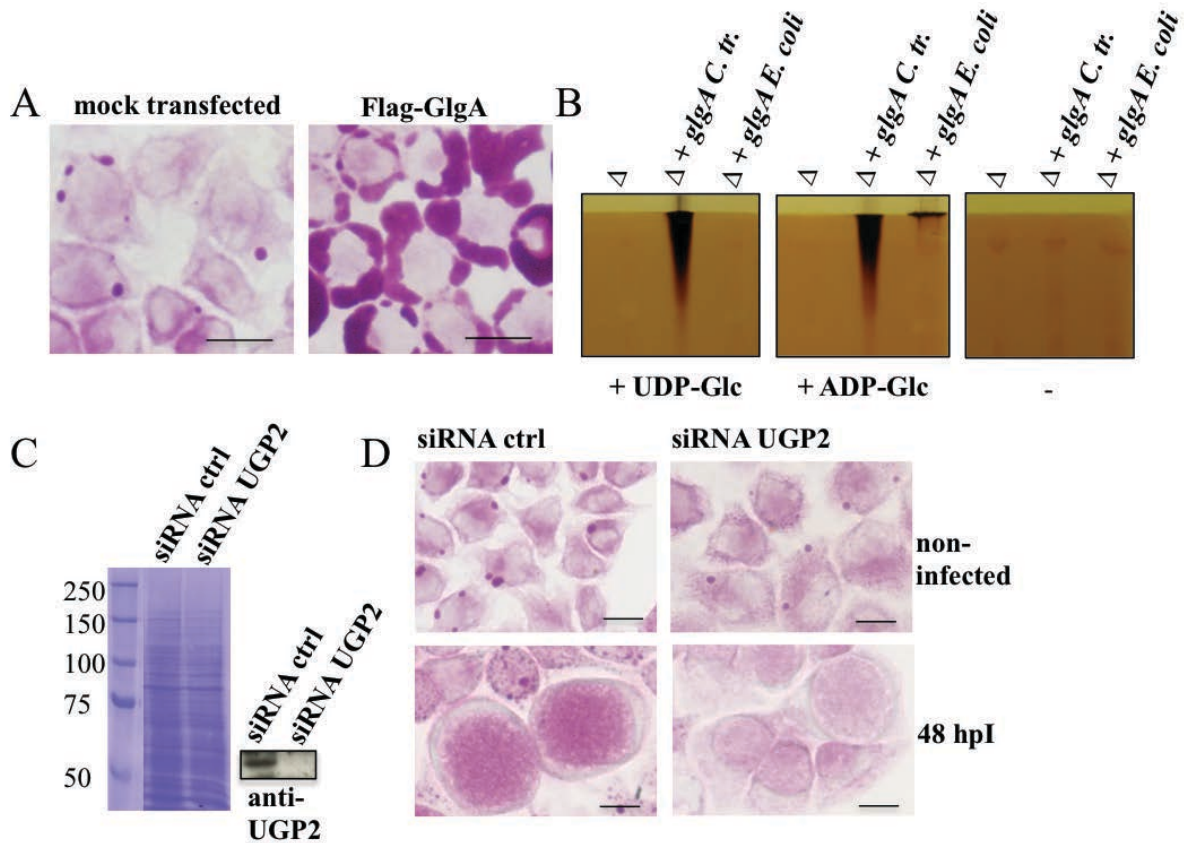 A
mock transfected
Flag-GlgA
B
Δ
Δ + glgA C. tr.
Δ + glgA E. coli
Δ
Δ + glgA C. tr.
Δ + glgA E. coli
Δ
Δ + glgA C. tr.
Δ + glgA E. coli
+ UDP-Glc
+ ADP-Glc
-
C
siRNA ctrl
siRNA UGP2
250
150
100
75
50
siRNA ctrl
siRNA UGP2
anti-
UGP2
D
siRNA ctrl
siRNA UGP2
non-
infected
48 hpI